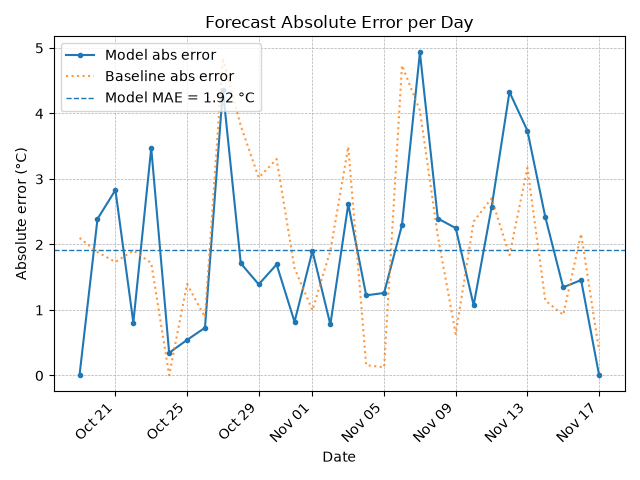 Forecast Absolute Error per Day
Model abs error
Baseline abs error
Model MAE = 1.92 °C
Absolute error (°C)
5
4
3
2
1
0
Oct 21
Oct 25
Oct 29
Nov 01
Nov 05
Nov 09
Nov 13
Nov 17
Date